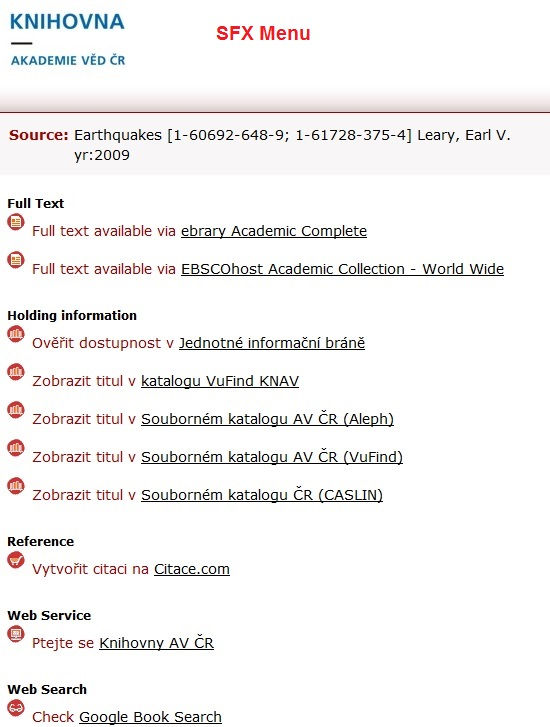 KNIHOVNA
AKADEMIE VĚD ČR
SFX Menu
Source: Earthquakes [1-60692-648-9; 1-61728-375-4] Leary, Earl V.
yr:2009
Full Text
Full text available via ebrary Academic Complete
Full text available via EBSCOhost Academic Collection - World Wide
Holding information
Ověřit dostupnost v Jednotné informační bráně
Zobrazit titul v katalogu VuFind KNAV
Zobrazit titul v Souborném katalogu AV ČR (Aleph)
Zobrazit titul v Souborném katalogu AV ČR (VuFind)
Zobrazit titul v Souborném katalogu ČR (CASLIN)
Reference
Vytvořit citaci na Citace.com
Web Service
Ptejte se Knihovny AV ČR
Web Search
Check Google Book Search